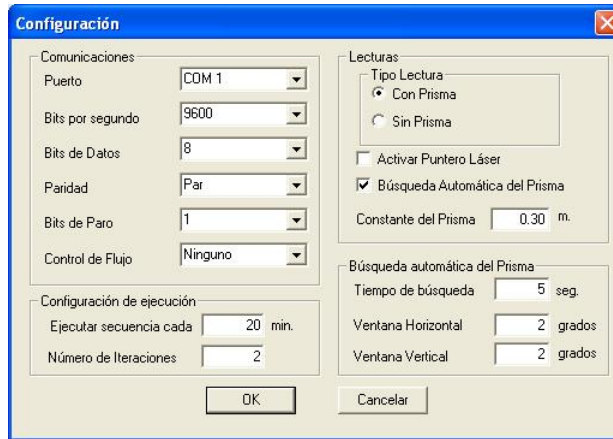 Configuración
Comunicaciones
Puerto COM 1
Bits por segundo 9600
Bits de Datos 8
Paridad Par
Bits de Paro 1
Control de Flujo Ninguno
Configuración de ejecución
Ejecutar secuencia cada 20 min.
Número de Iteraciones 2
Lecturas
Tipo Lectura
Con Prisma
Sin Prisma
Activar Puntero Láser
Búsqueda Automática del Prisma
Constante del Prisma 0.30 m.
Búsqueda automática del Prisma
Tiempo de búsqueda 5 seg.
Ventana Horizontal 2 grados
Ventana Vertical 2 grados
OK Cancelar